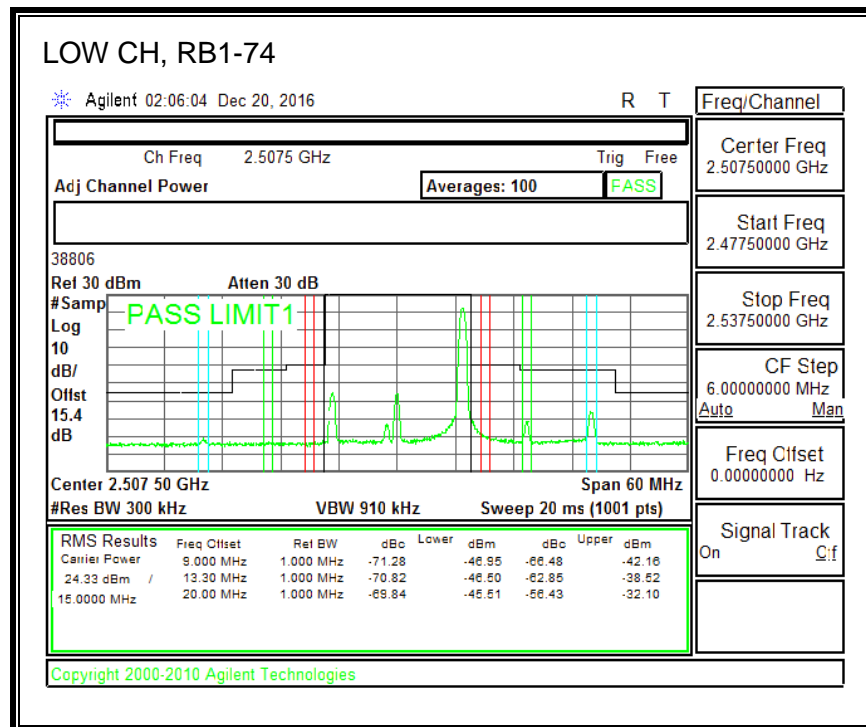 LOW CH, RB1-74
Agilent 02:06:04 Dec 20, 2016 R T
Freq/Channel
Ch Freq 2.5075 GHz Trig Free
Adj Channel Power Averages: 100 PASS
Center Freq
2.50750000 GHz
Start Freq
2.47750000 GHz
38806
Ref 30 dBm Atten 30 dB
#Samp
Log
10
dB/
Offst
15.4
dB
PASS LIMIT1
Stop Freq
2.53750000 GHz
CF Step
6.00000000 MHz
Auto Man
Freq Offset
0.00000000 Hz
Center 2.507 50 GHz Span 60 MHz
#Res BW 300 kHz VBW 910 kHz Sweep 20 ms (1001 pts)
Signal Track
On Off
RMS Results Freq Offset Ref BW dBc Lower dBm dBc Upper dBm
Carrier Power 9.000 MHz 1.000 MHz -71.28 -46.95 -66.48 -42.16
24.33 dBm / 13.30 MHz 1.000 MHz -70.82 -46.50 -62.85 -38.52
15.0000 MHz 20.00 MHz 1.000 MHz -69.84 -45.51 -56.43 -32.10
Copyright 2000-2010 Agilent Technologies